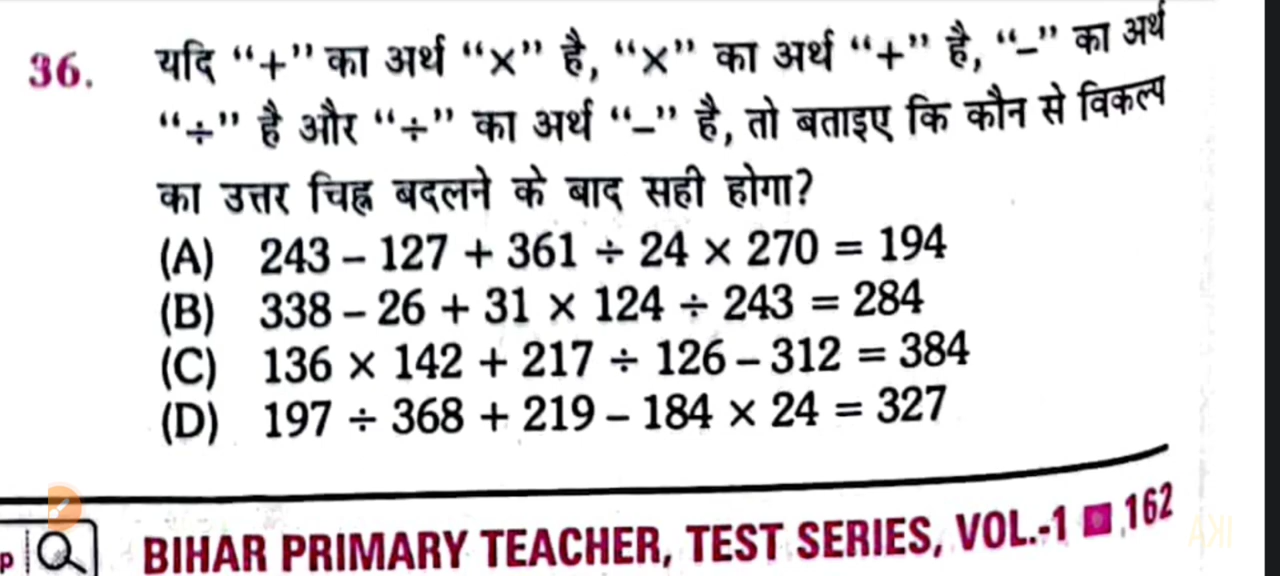 36. यदि “+” का अर्थ “×” है, “×” का अर्थ “+” है, “–” का अर्थ
“÷” है और “÷” का अर्थ “–” है, तो बताइए कि कौन से विकल्प
का उत्तर चिह्न बदलने के बाद सही होगा?
(A) 243 – 127 + 361 ÷ 24 × 270 = 194
(B) 338 – 26 + 31 × 124 ÷ 243 = 284
(C) 136 × 142 + 217 ÷ 126 – 312 = 384
(D) 197 ÷ 368 + 219 – 184 × 24 = 327
p
BIHAR PRIMARY TEACHER, TEST SERIES, VOL.-1 ■ 162